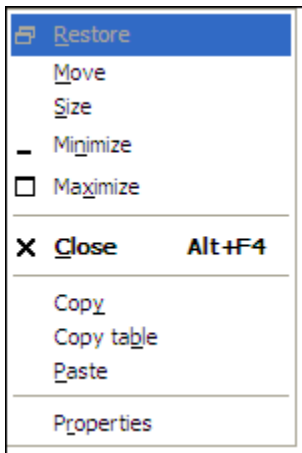 Restore
Move
Size
Minimize
Maximize
Close Alt+F4
Copy
Copy table
Paste
Properties